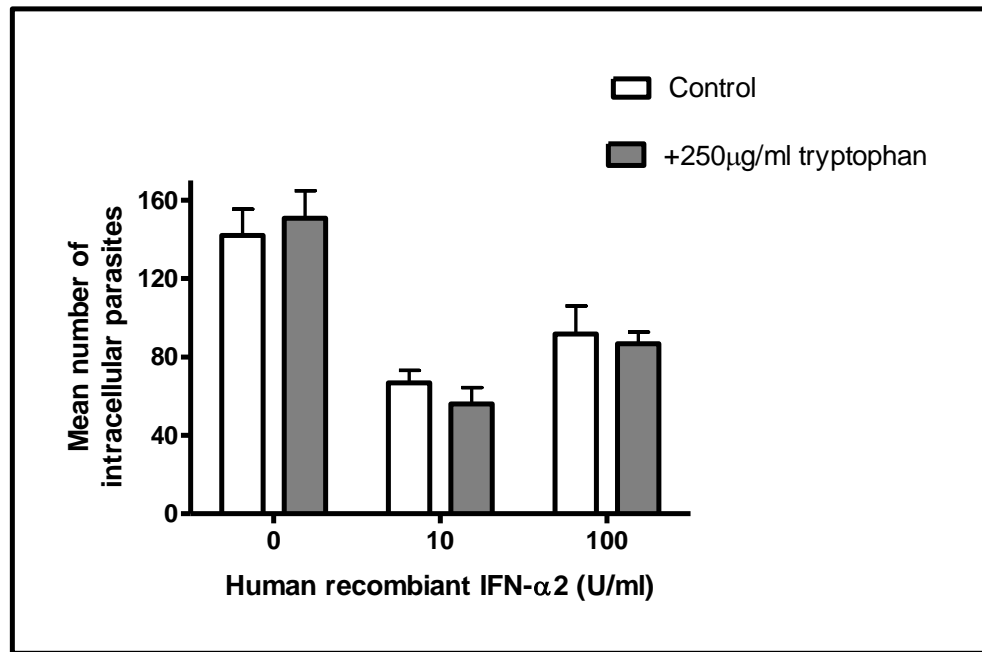 Control
+250µg/ml tryptophan
Mean number of
intracellular parasites
160
120
80
40
0
0 10 100
Human recombiant IFN-α2 (U/ml)